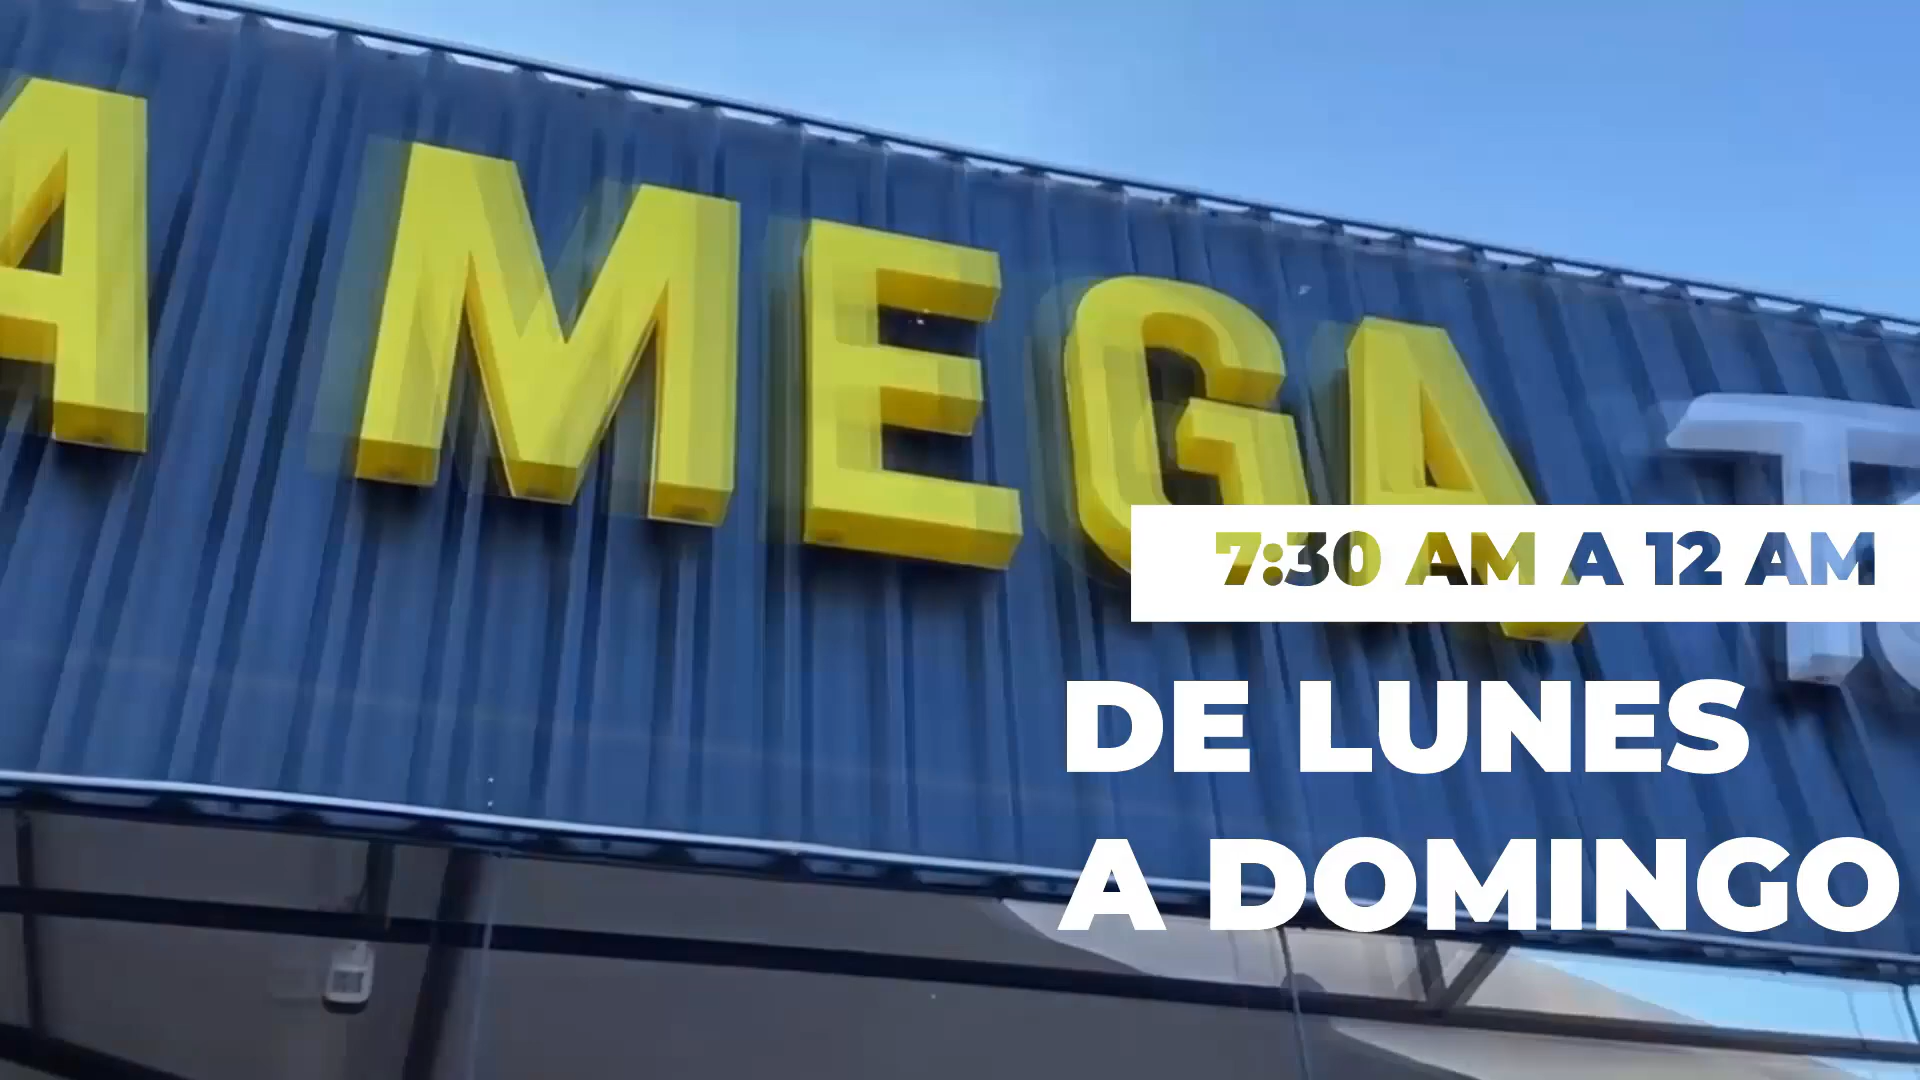 A MEGA
7:30 AM A 12 AM
DE LUNES
A DOMINGO